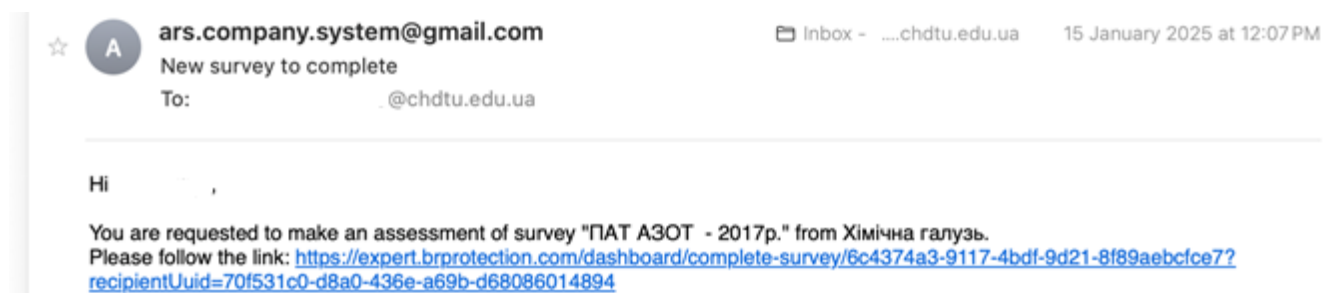 A
ars.company.system@gmail.com
Inbox - ....chdtu.edu.ua
15 January 2025 at 12:07 PM
New survey to complete
To: @chdtu.edu.ua
Hi ,
You are requested to make an assessment of survey "ПАТ АЗОТ - 2017р." from Хімічна галузь.
Please follow the link: https://expert.brprotection.com/dashboard/complete-survey/6c4374a3-9117-4bdf-9d21-8f89aebcfce7?
recipientUuid=70f531c0-d8a0-436e-a69b-d68086014894